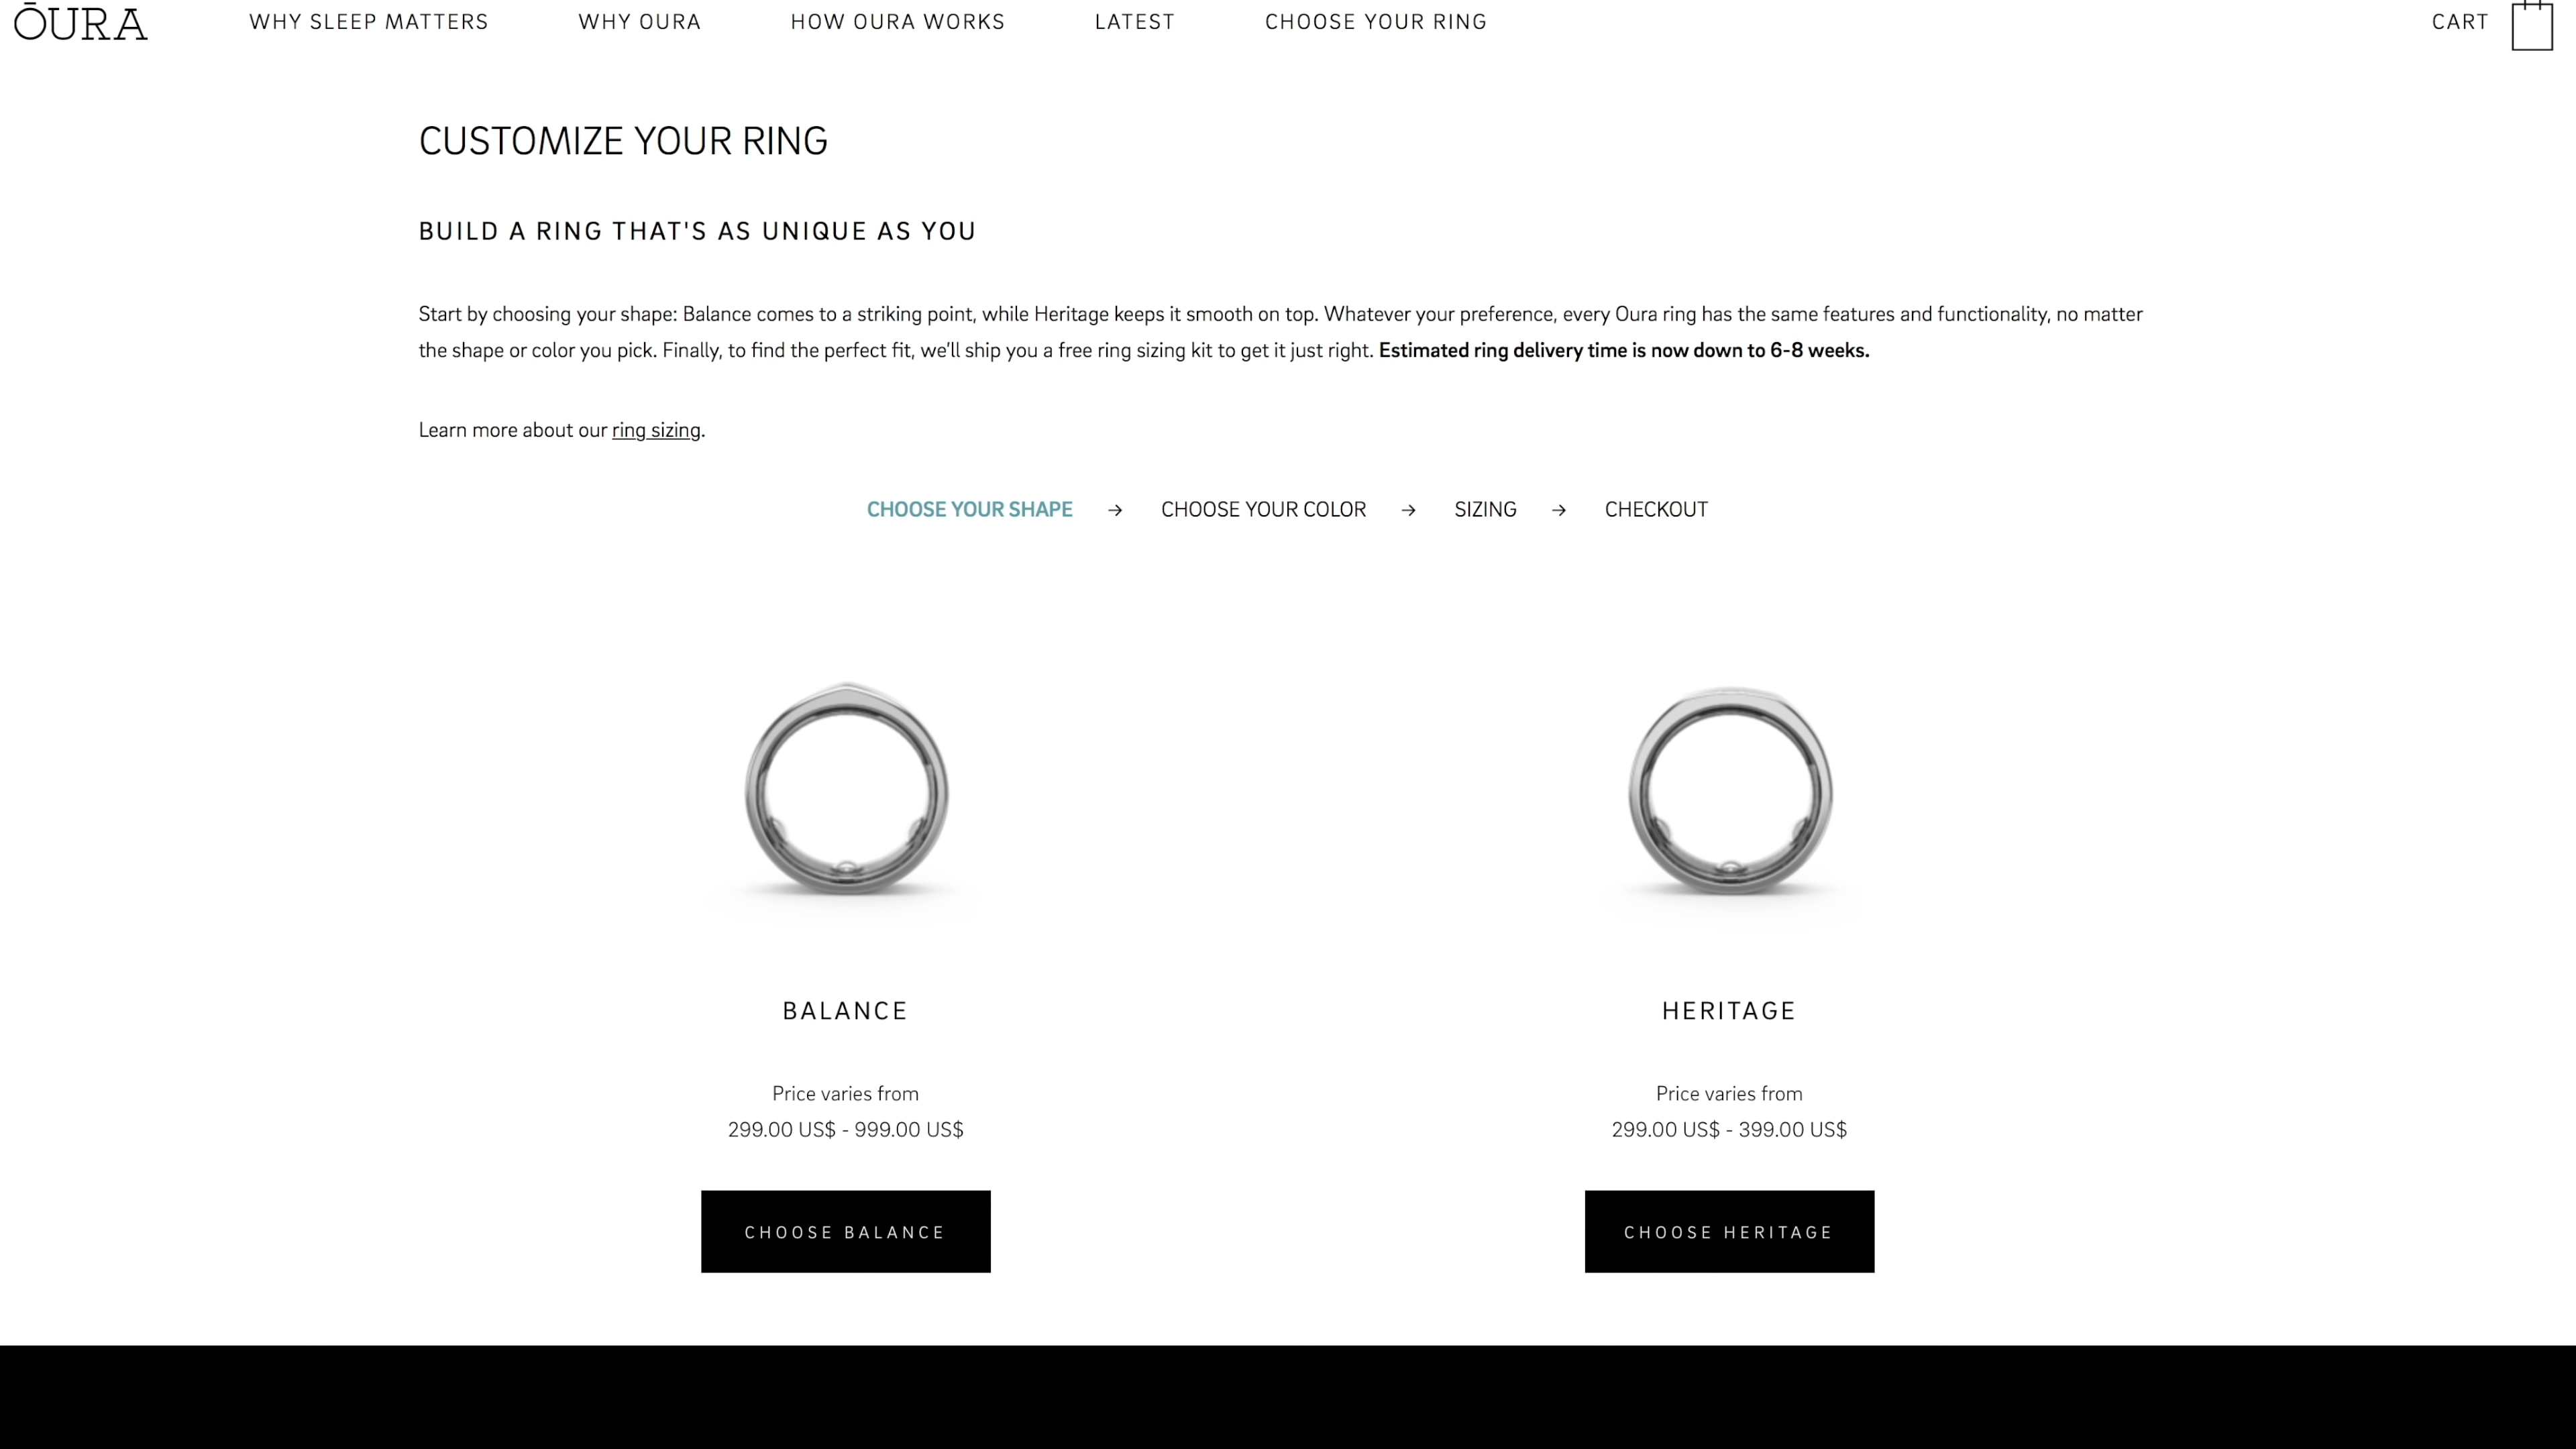 ŌURA
WHY SLEEP MATTERS
WHY OURA
HOW OURA WORKS
LATEST
CHOOSE YOUR RING
CART
CUSTOMIZE YOUR RING
BUILD A RING THAT'S AS UNIQUE AS YOU
Start by choosing your shape: Balance comes to a striking point, while Heritage keeps it smooth on top. Whatever your preference, every Oura ring has the same features and functionality, no matter
the shape or color you pick. Finally, to find the perfect fit, we'll ship you a free ring sizing kit to get it just right. Estimated ring delivery time is now down to 6-8 weeks.
Learn more about our ring sizing.
CHOOSE YOUR SHAPE → CHOOSE YOUR COLOR → SIZING → CHECKOUT
BALANCE
Price varies from
299.00 US$ - 999.00 US$
CHOOSE BALANCE
HERITAGE
Price varies from
299.00 US$ - 399.00 US$
CHOOSE HERITAGE